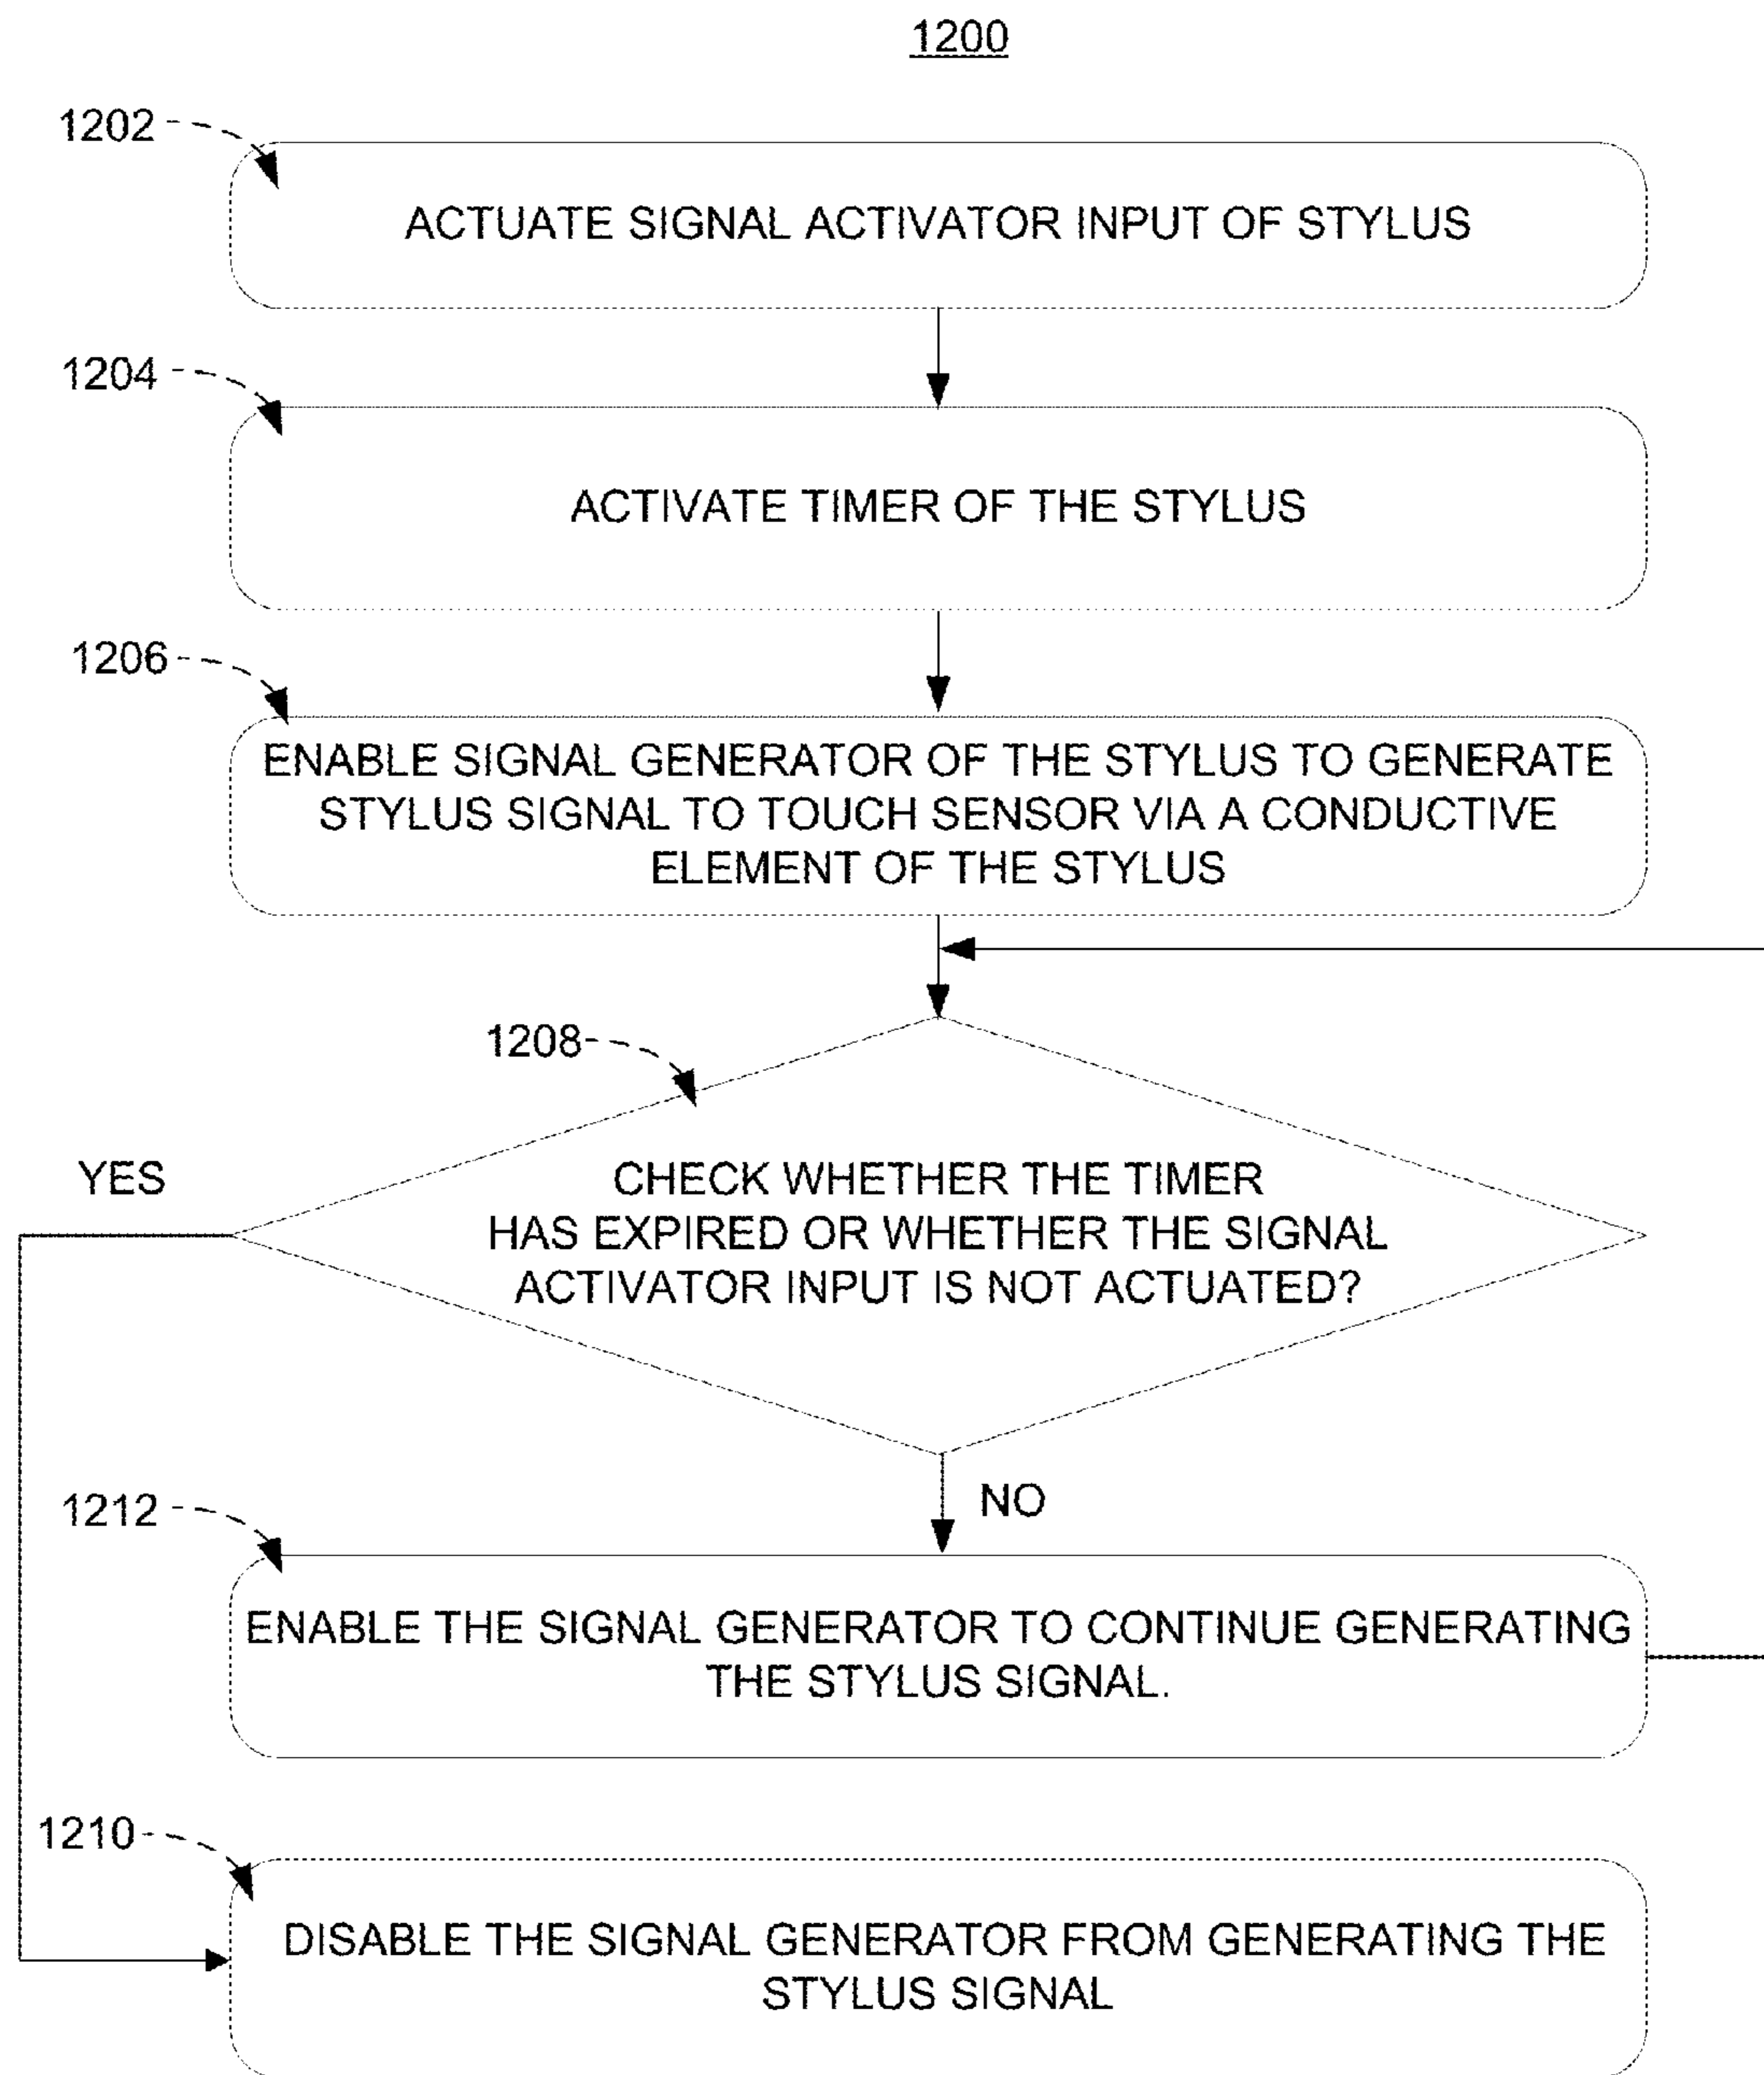 1200
1202
ACTUATE SIGNAL ACTIVATOR INPUT OF STYLUS
1204
ACTIVATE TIMER OF THE STYLUS
1206
ENABLE SIGNAL GENERATOR OF THE STYLUS TO GENERATE
STYLUS SIGNAL TO TOUCH SENSOR VIA A CONDUCTIVE
ELEMENT OF THE STYLUS
1208
YES
CHECK WHETHER THE TIMER
HAS EXPIRED OR WHETHER THE SIGNAL
ACTIVATOR INPUT IS NOT ACTUATED?
NO
1212
ENABLE THE SIGNAL GENERATOR TO CONTINUE GENERATING
THE STYLUS SIGNAL.
1210
DISABLE THE SIGNAL GENERATOR FROM GENERATING THE
STYLUS SIGNAL